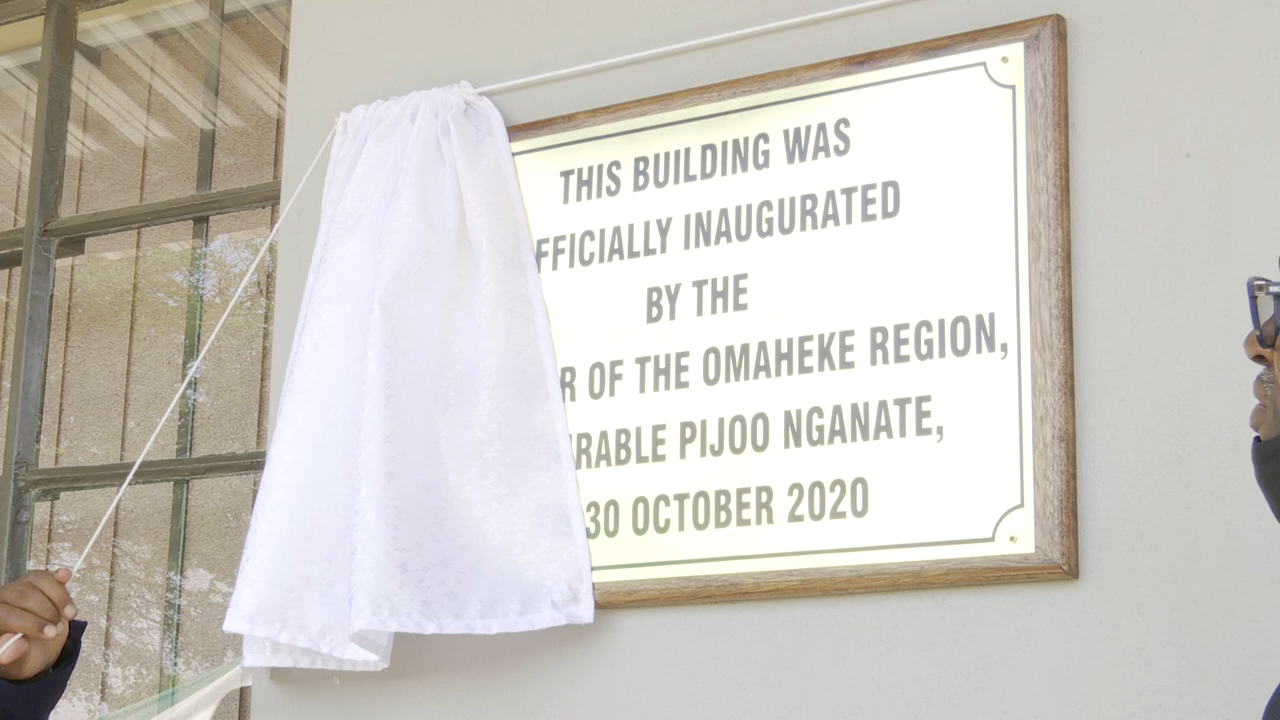 THIS BUILDING WAS
FFICIALLY INAUGURATED
BY THE
R OF THE OMAHEKE REGION,
RABLE PIJOO NGANATE,
30 OCTOBER 2020